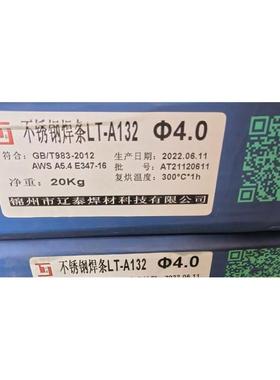 不锈钢焊条LT-A132 Φ4.0
符合: GB/T983-2012 生产日期: 2022.06.11
AWS A5.4 E347-16 批 号: AT21120611
净重: 20Kg 复烘温度: 300°C*1h
锦州市辽泰焊材科技有限公司
不锈钢焊条LT-A132 Φ4.0